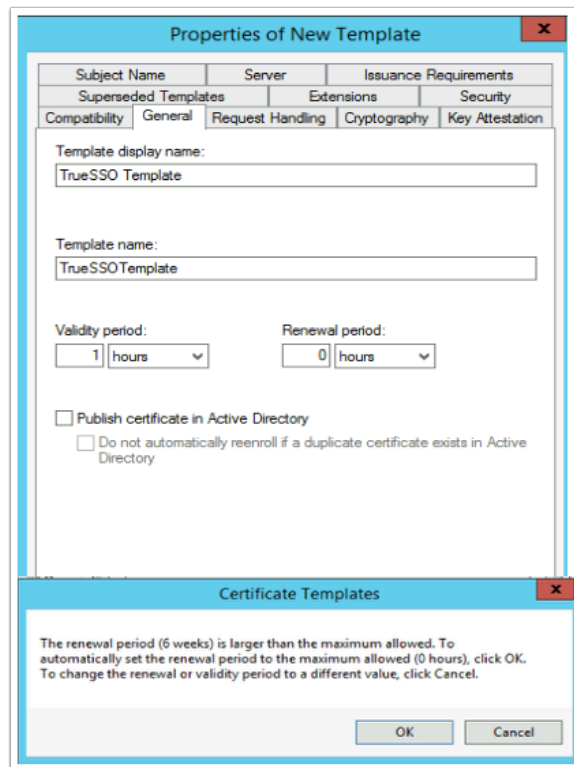 Properties of New Template
x
Subject Name
Server
Issuance Requirements
Superseded Templates
Extensions
Security
Compatibility
General
Request Handling
Cryptography
Key Attestation
Template display name:
TrueSSO Template
Template name:
TrueSSOTemplate
Validity period:
Renewal period:
1 hours
0 hours
Publish certificate in Active Directory
Do not automatically reenroll if a duplicate certificate exists in Active
Directory
Certificate Templates
x
The renewal period (6 weeks) is larger than the maximum allowed. To
automatically set the renewal period to the maximum allowed (0 hours), click OK.
To change the renewal or validity period to a different value, click Cancel.
OK
Cancel